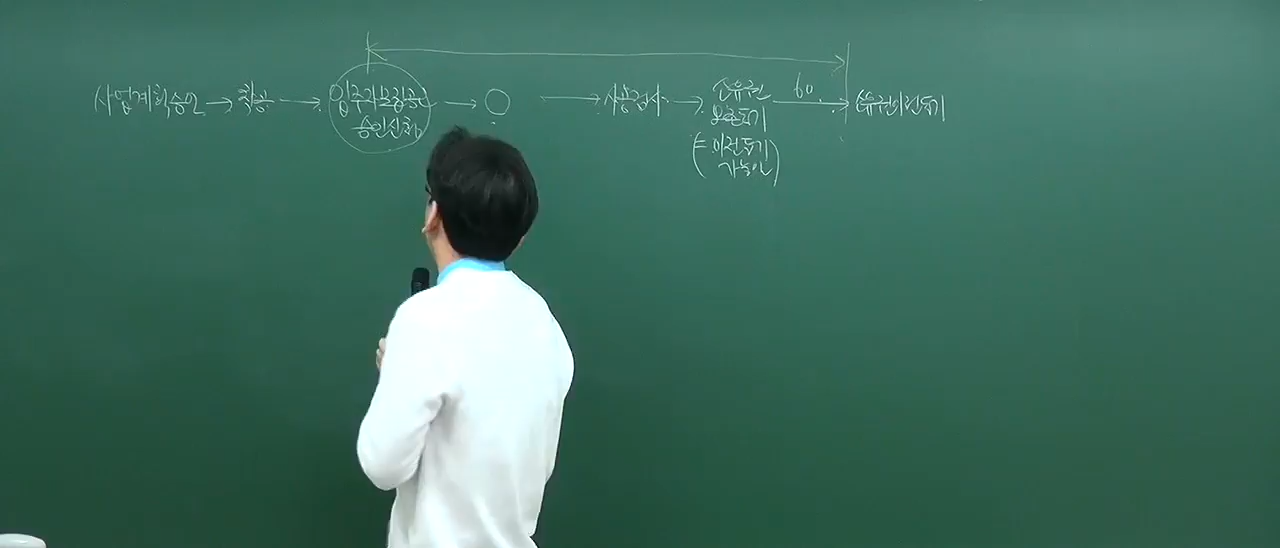 사업계획승인 → 착공 → 입주자모집공고 승인신청 → ○ → 사용검사 → 소유권 보존등기 (= 이전등기 가능일) 60 → 소유권이전등기